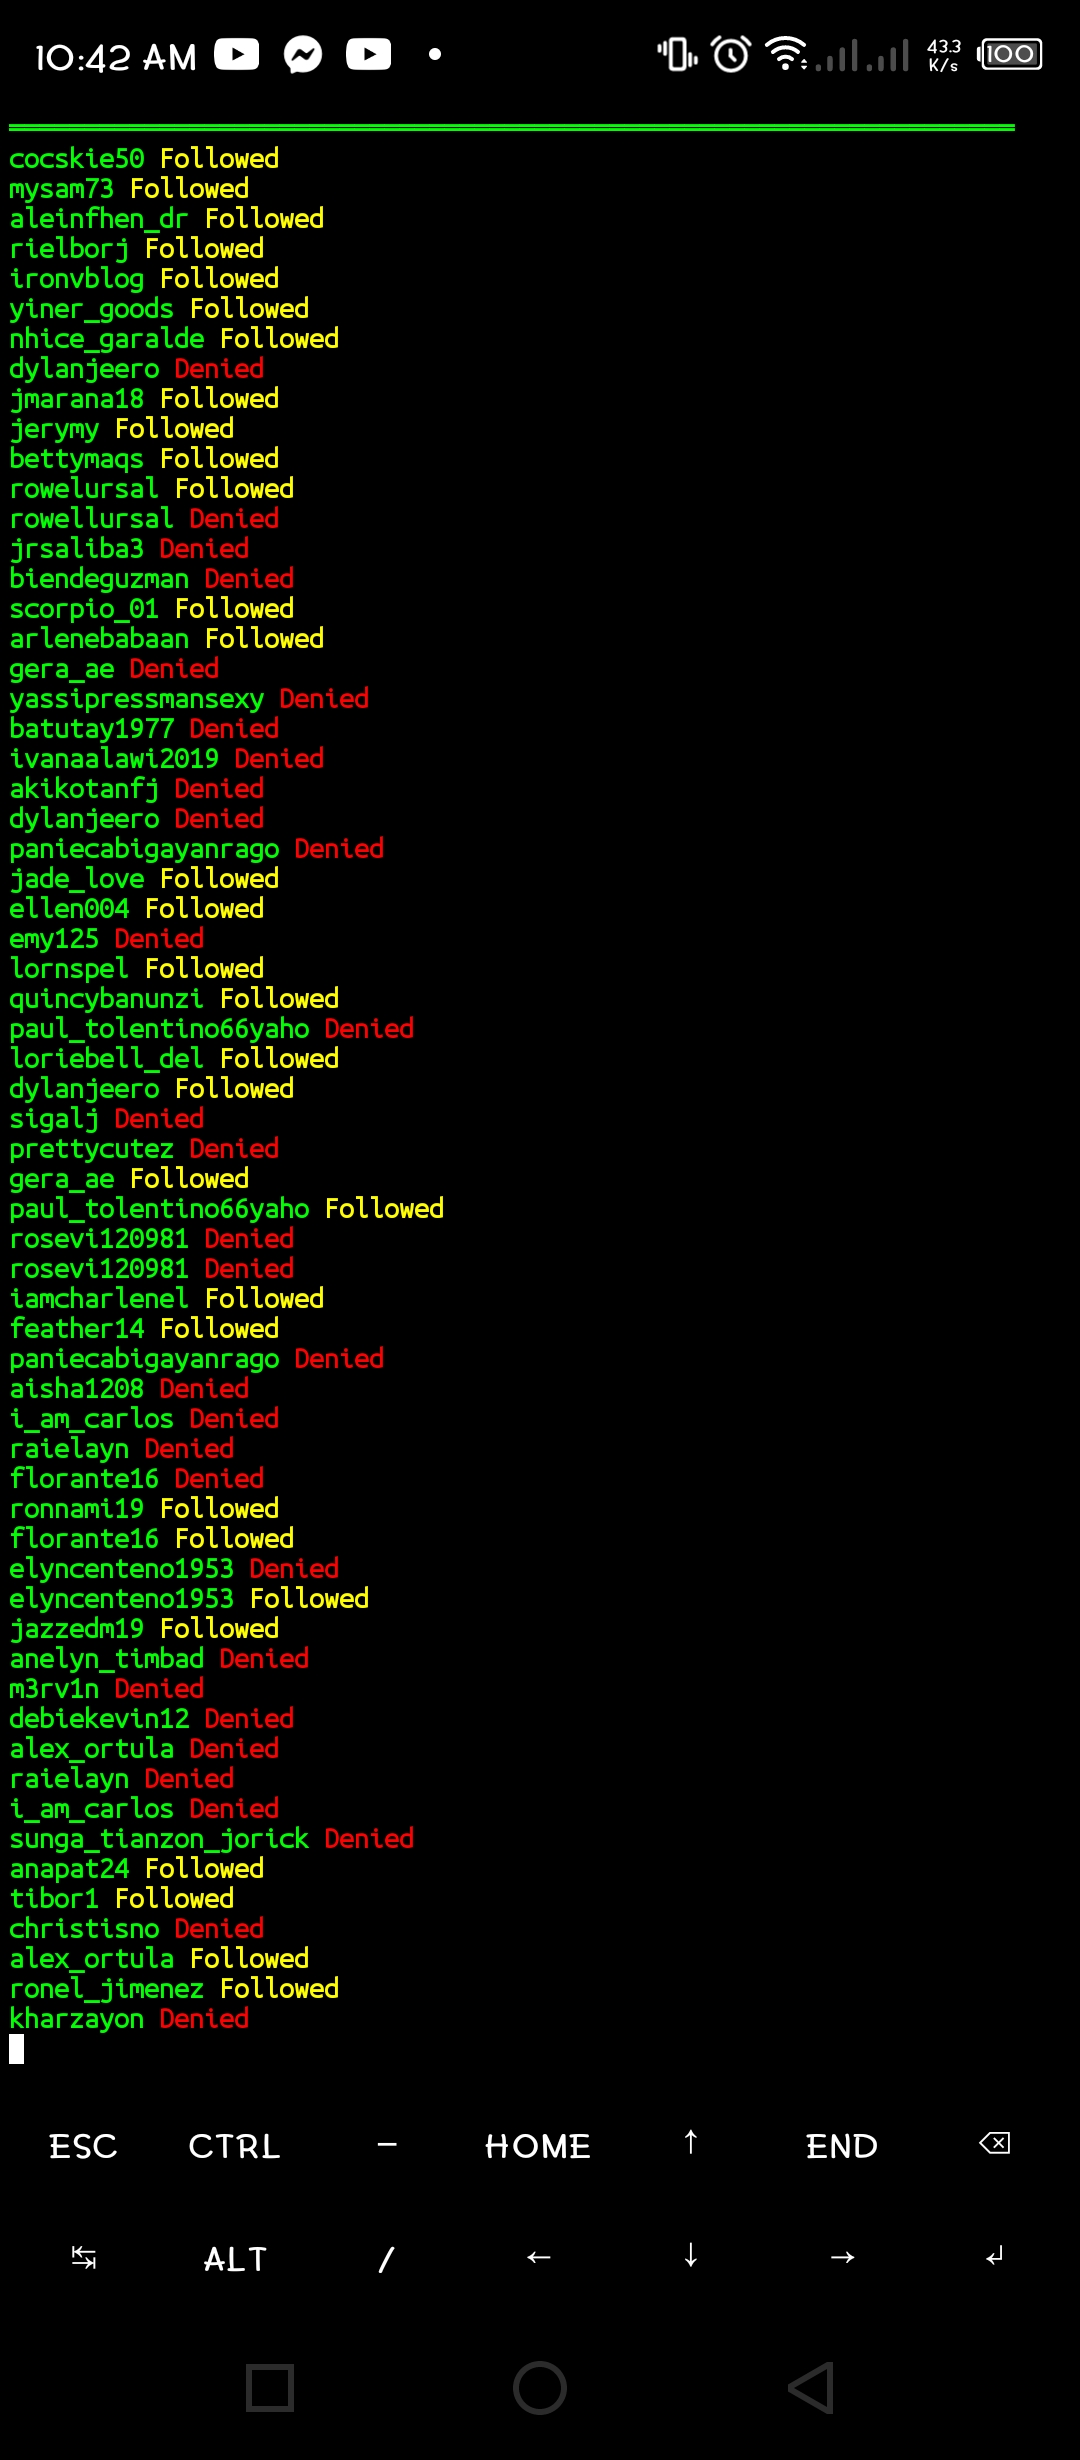 10:42 AM 43.3 K/s 100
cocskie50 Followed
mysam73 Followed
aleinfhen_dr Followed
rielborj Followed
ironvblog Followed
yiner_goods Followed
nhice_garalde Followed
dylanjeero Denied
jmarana18 Followed
jerymy Followed
bettymaqs Followed
rowelursal Followed
rowellursal Denied
jrsaliba3 Denied
biendeguzman Denied
scorpio_01 Followed
arlenebabaan Followed
gera_ae Denied
yassipressmansexy Denied
batutay1977 Denied
ivanaalawi2019 Denied
akikotanfj Denied
dylanjeero Denied
paniecabigayanrago Denied
jade_love Followed
ellen004 Followed
emy125 Denied
lornspel Followed
quincybanunzi Followed
paul_tolentino66yaho Denied
loriebell_del Followed
dylanjeero Followed
sigalj Denied
prettycutez Denied
gera_ae Followed
paul_tolentino66yaho Followed
rosevi120981 Denied
rosevi120981 Denied
iamcharlenel Followed
feather14 Followed
paniecabigayanrago Denied
aisha1208 Denied
i_am_carlos Denied
raielayn Denied
florante16 Denied
ronnami19 Followed
florante16 Followed
elyncenteno1953 Denied
elyncenteno1953 Followed
jazzedm19 Followed
anelyn_timbad Denied
m3rv1n Denied
debiekevin12 Denied
alex_ortula Denied
raielayn Denied
i_am_carlos Denied
sunga_tianzon_jorick Denied
anapat24 Followed
tibor1 Followed
christisno Denied
alex_ortula Followed
ronel_jimenez Followed
kharzayon Denied
ESC CTRL – HOME ↑ END ⌫
↹ ALT / ← ↓ → ↲